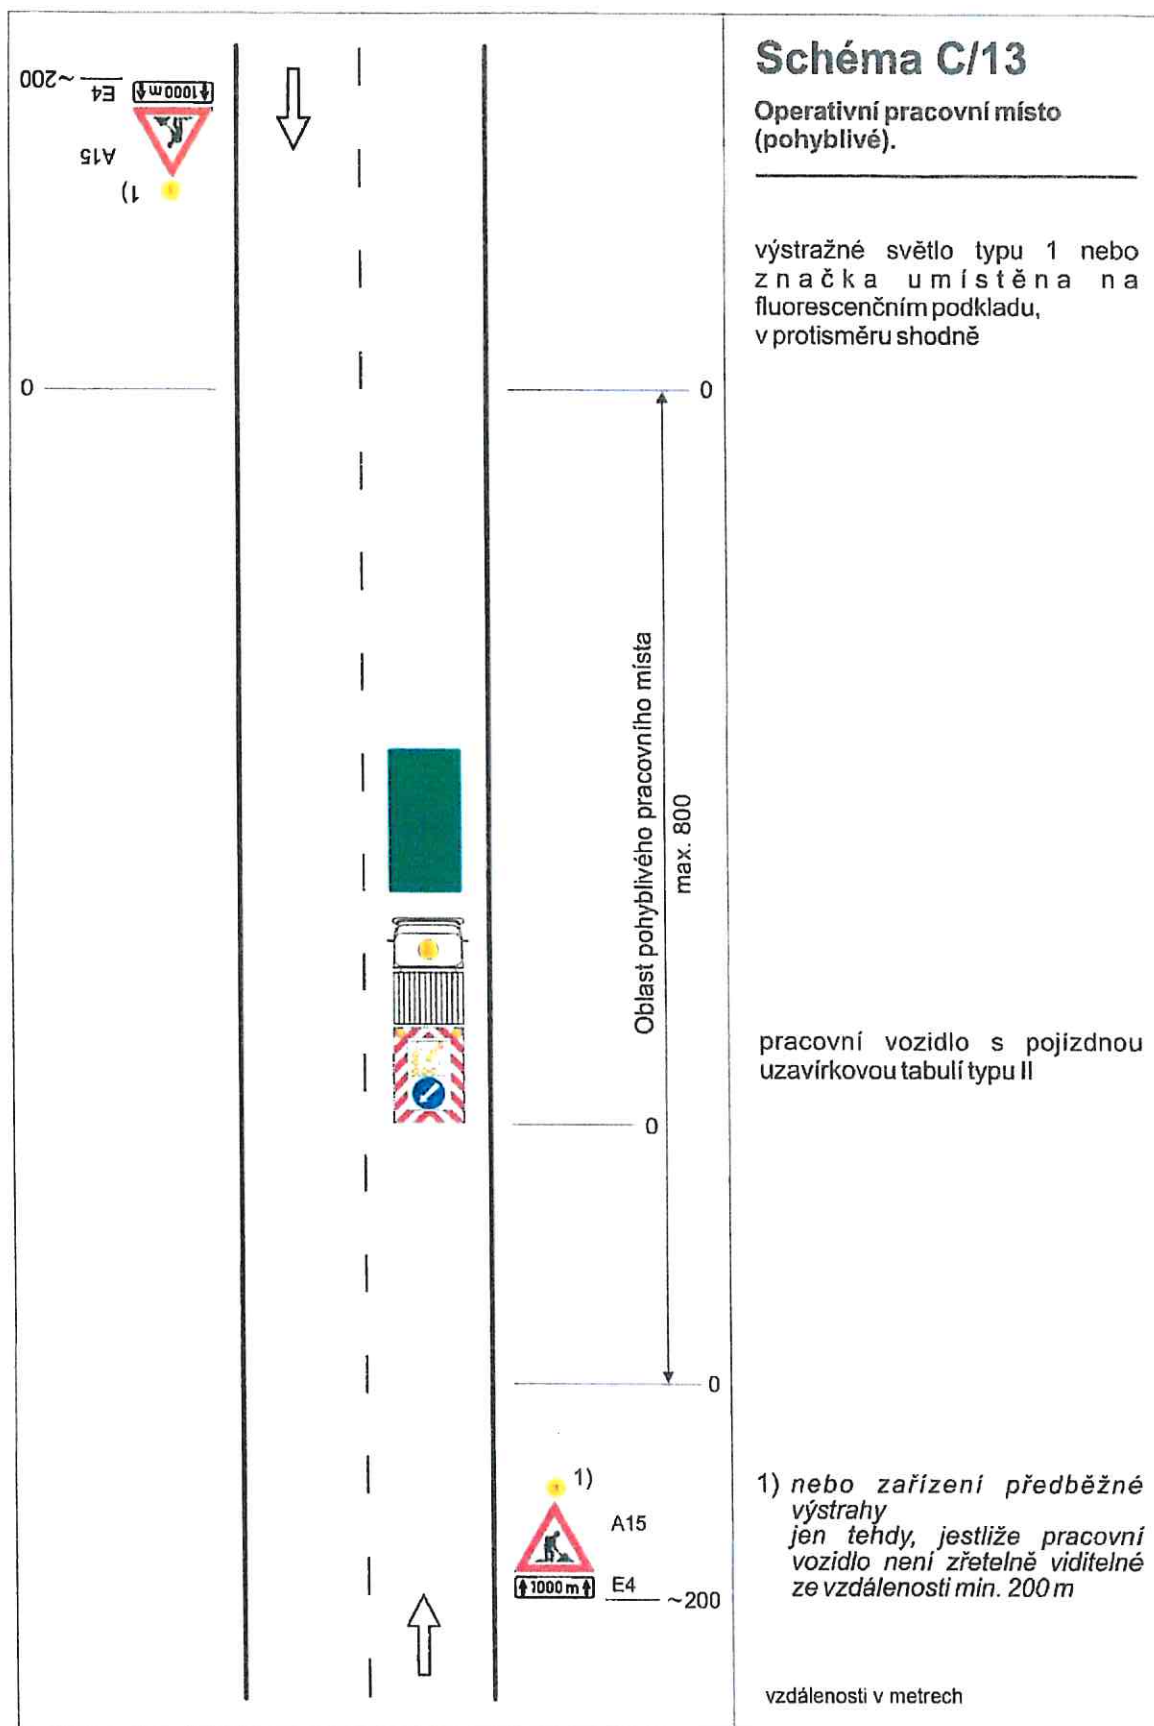 Schéma C/13
Operativní pracovní místo
(pohyblivé).
výstražné světlo typu 1 nebo
značka umístěna na
fluorescenčním podkladu,
v protisměru shodně
~200
E4
1000 m
A15
1)
0
0
Oblast pohyblivého pracovního místa
max. 800
pracovní vozidlo s pojízdnou
uzavírkovou tabulí typu II
0
0
1)
A15
1000 m
E4
~200
1) nebo zařízení předběžné
výstrahy
jen tehdy, jestliže pracovní
vozidlo není zřetelně viditelné
ze vzdálenosti min. 200 m
vzdálenosti v metrech